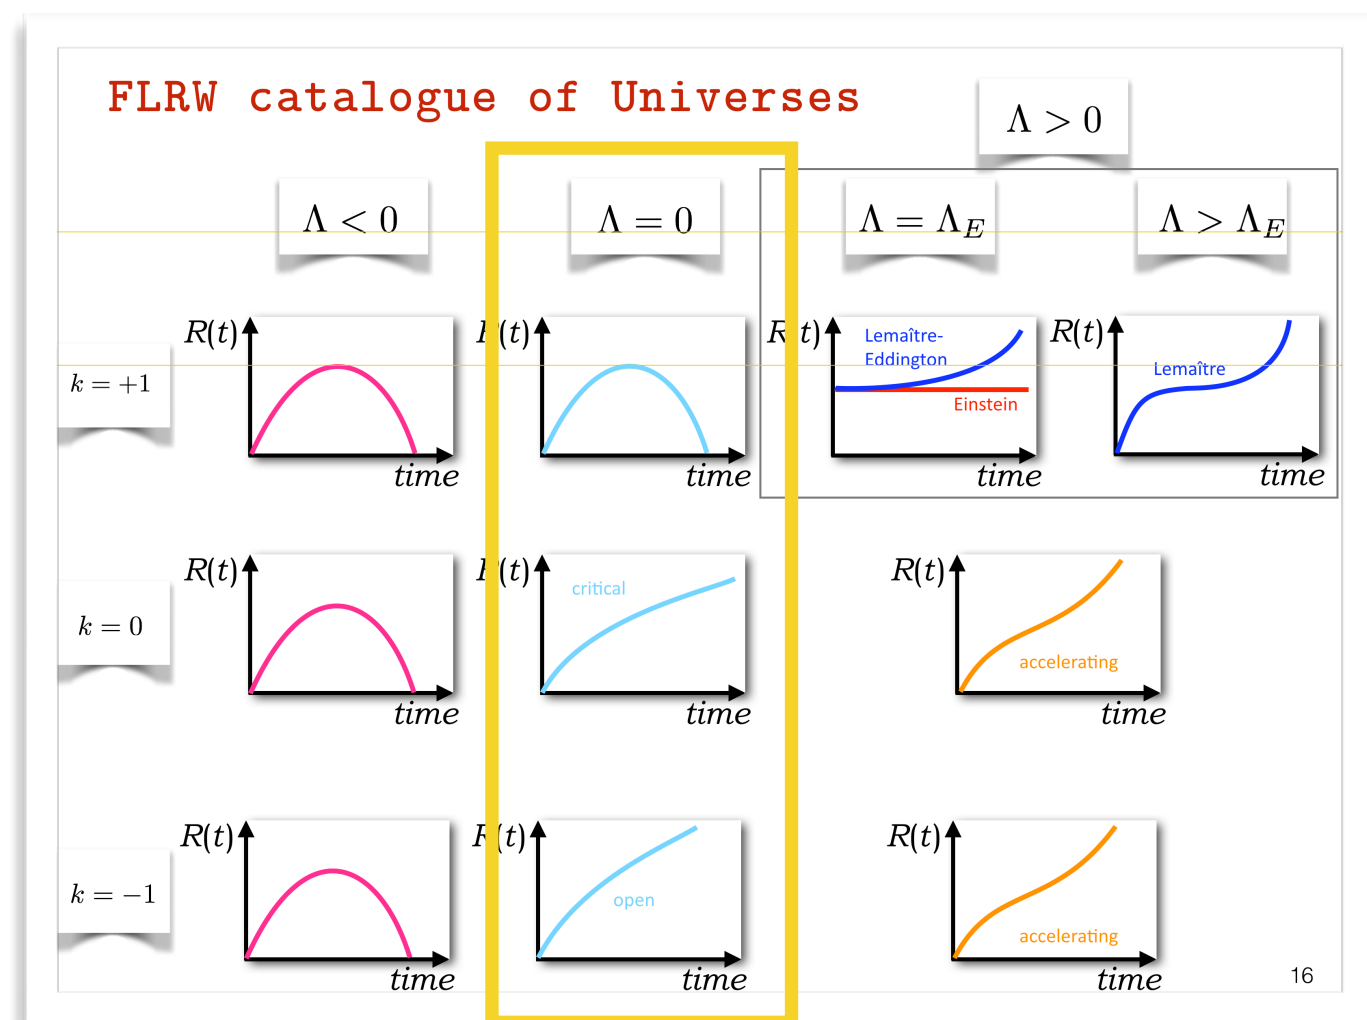 FLRW catalogue of Universes
Λ > 0
Λ < 0
Λ = 0
Λ = Λ_E
Λ > Λ_E
k = +1
R(t)
time
R(t)
time
R(t)
Lemaître-
Eddington
Einstein
time
R(t)
Lemaître
time
k = 0
R(t)
time
R(t)
critical
time
R(t)
accelerating
time
k = −1
R(t)
time
R(t)
open
time
R(t)
accelerating
time
16